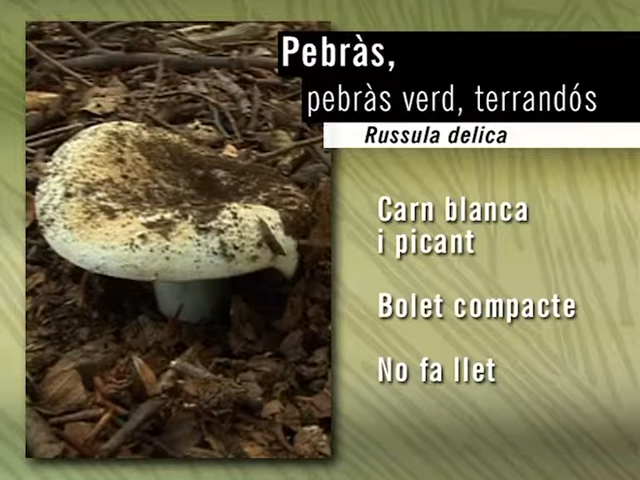 Pebràs,
pebràs verd, terrandós
Russula delica
Carn blanca
i picant
Bolet compacte
No fa llet